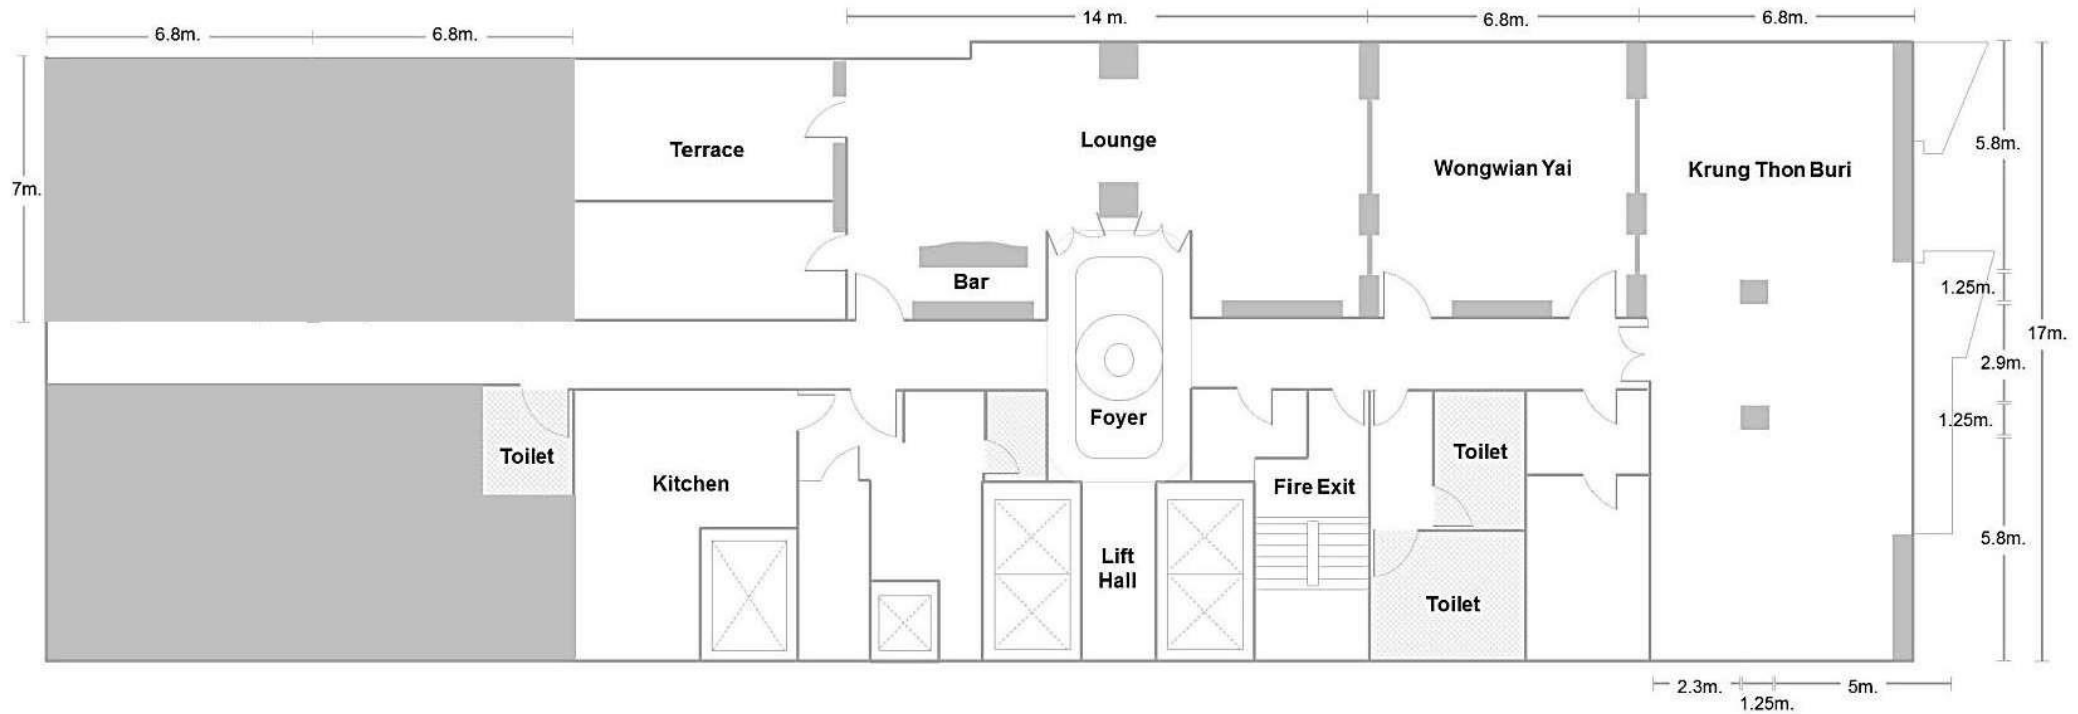 14 m.
6.8m.
6.8m.
6.8m.
6.8m.
Terrace
Lounge
5.8m.
Wongwian Yai
Krung Thon Buri
7m.
Bar
1.25m.
17m.
2.9m.
Foyer
1.25m.
Toilet
Toilet
Kitchen
Fire Exit
5.8m.
Lift
Hall
Toilet
2.3m.
5m.
1.25m.